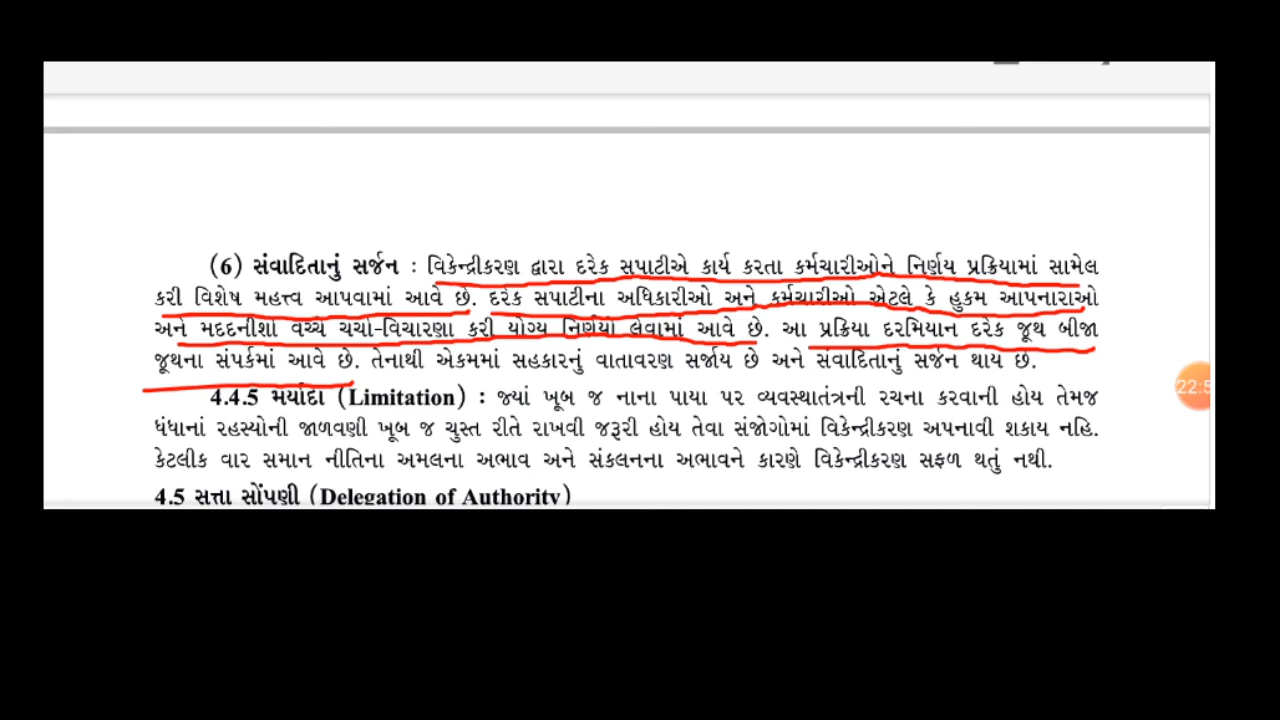 (6) સંવાદિતાનું સર્જન : વિકેન્દ્રીકરણ દ્વારા દરેક સપાટીએ કાર્ય કરતા કર્મચારીઓને નિર્ણય પ્રક્રિયામાં સામેલ
કરી વિશેષ મહત્ત્વ આપવામાં આવે છે. દરેક સપાટીના અધિકારીઓ અને કર્મચારીઓ એટલે કે હુકમ આપનારાઓ
અને મદદનીશો વચ્ચે ચર્ચા-વિચારણા કરી યોગ્ય નિર્ણયો લેવામાં આવે છે. આ પ્રક્રિયા દરમિયાન દરેક જૂથ બીજા
જૂથના સંપર્કમાં આવે છે. તેનાથી એકમમાં સહકારનું વાતાવરણ સર્જાય છે અને સંવાદિતાનું સર્જન થાય છે.
4.4.5 મર્યાદા (Limitation) : જ્યાં ખૂબ જ નાના પાયા પર વ્યવસ્થાતંત્રની રચના કરવાની હોય તેમજ
ધંધાનાં રહસ્યોની જાળવણી ખૂબ જ ચુસ્ત રીતે રાખવી જરૂરી હોય તેવા સંજોગોમાં વિકેન્દ્રીકરણ અપનાવી શકાય નહિ.
કેટલીક વાર સમાન નીતિના અમલના અભાવ અને સંકલનના અભાવને કારણે વિકેન્દ્રીકરણ સફળ થતું નથી.
4.5 સત્તા સોંપણી (Delegation of Authority)